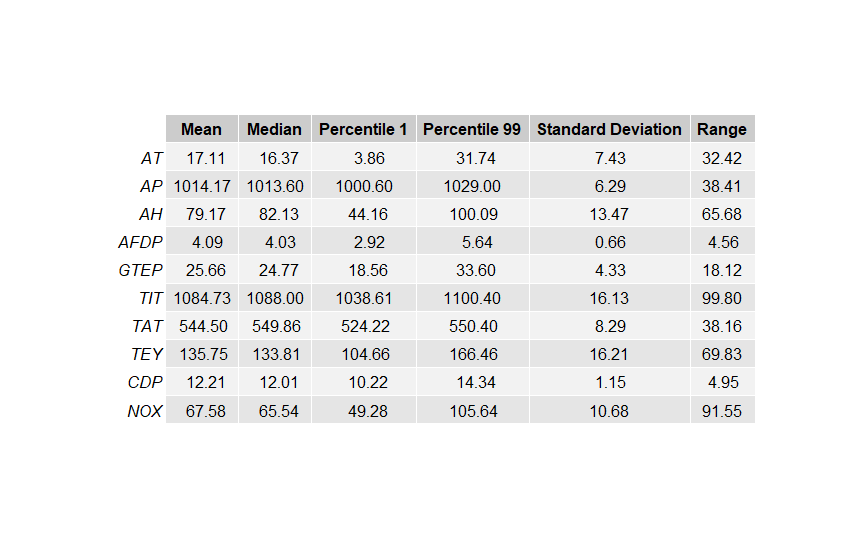 Mean Median Percentile 1 Percentile 99 Standard Deviation Range
AT 17.11 16.37 3.86 31.74 7.43 32.42
AP 1014.17 1013.60 1000.60 1029.00 6.29 38.41
AH 79.17 82.13 44.16 100.09 13.47 65.68
AFDP 4.09 4.03 2.92 5.64 0.66 4.56
GTEP 25.66 24.77 18.56 33.60 4.33 18.12
TIT 1084.73 1088.00 1038.61 1100.40 16.13 99.80
TAT 544.50 549.86 524.22 550.40 8.29 38.16
TEY 135.75 133.81 104.66 166.46 16.21 69.83
CDP 12.21 12.01 10.22 14.34 1.15 4.95
NOX 67.58 65.54 49.28 105.64 10.68 91.55